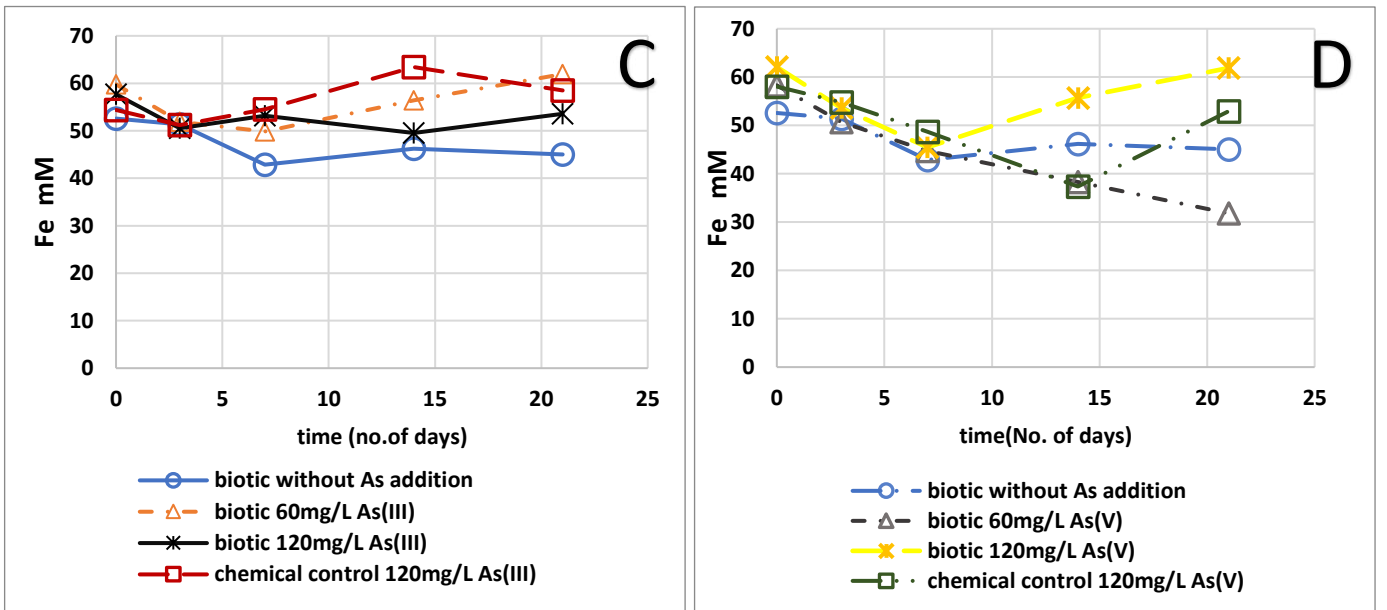 C
70
60
50
40
30
20
10
0
Fe mM
0 5 10 15 20 25
time (no.of days)
biotic without As addition
biotic 60mg/L As(III)
biotic 120mg/L As(III)
chemical control 120mg/L As(III)
D
70
60
50
40
30
20
10
0
Fe mM
0 5 10 15 20 25
time(No. of days)
biotic without As addition
biotic 60mg/L As(V)
biotic 120mg/L As(V)
chemical control 120mg/L As(V)